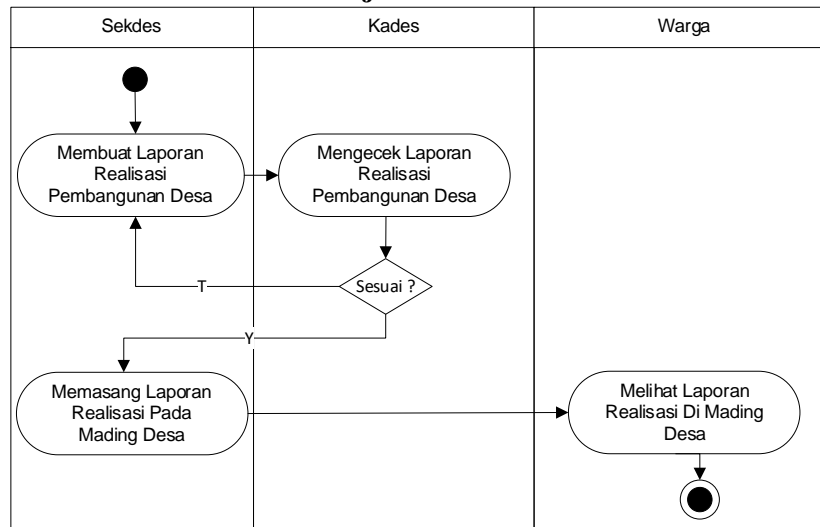 Sekdes
Kades
Warga
Membuat Laporan
Realisasi
Pembangunan Desa
Mengecek Laporan
Realisasi
Pembangunan Desa
Sesuai ?
T
Y
Memasang Laporan
Realisasi Pada
Mading Desa
Melihat Laporan
Realisasi Di Mading
Desa